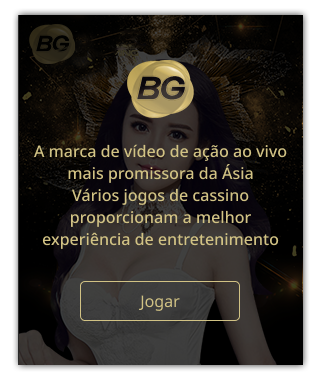 BG
BG
A marca de vídeo de ação ao vivo
mais promissora da Ásia
Vários jogos de cassino
proporcionam a melhor
experiência de entretenimento
Jogar